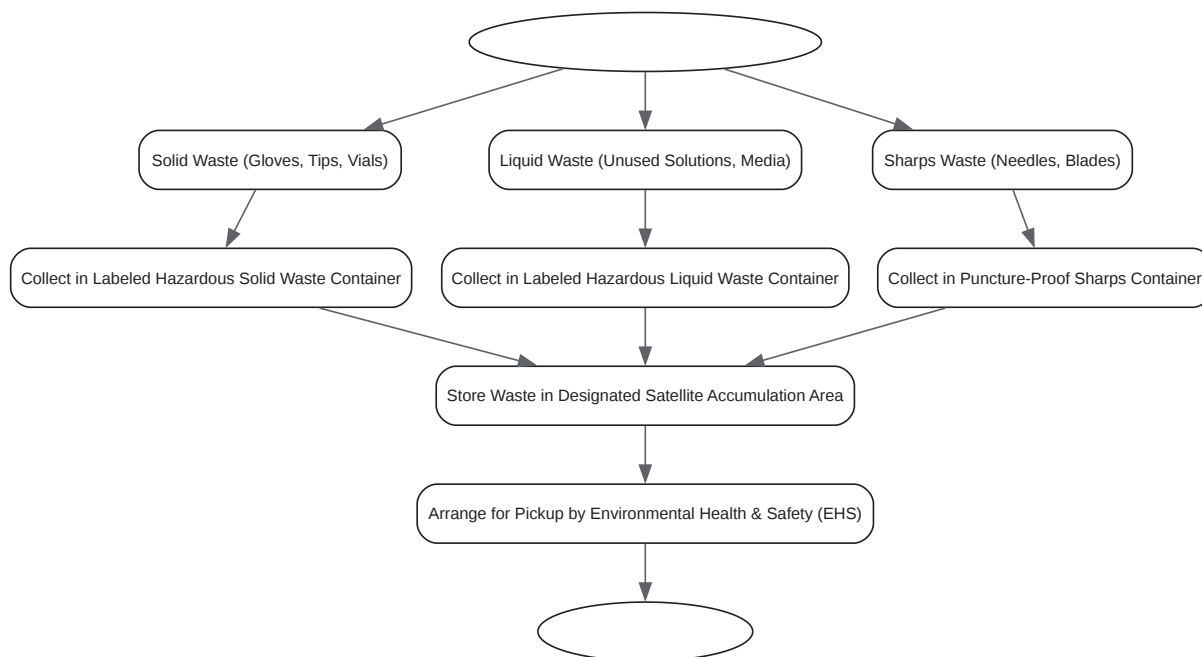 Solid Waste (Gloves, Tips, Vials)
Liquid Waste (Unused Solutions, Media)
Sharps Waste (Needles, Blades)
Collect in Labeled Hazardous Solid Waste Container
Collect in Labeled Hazardous Liquid Waste Container
Collect in Puncture-Proof Sharps Container
Store Waste in Designated Satellite Accumulation Area
Arrange for Pickup by Environmental Health & Safety (EHS)